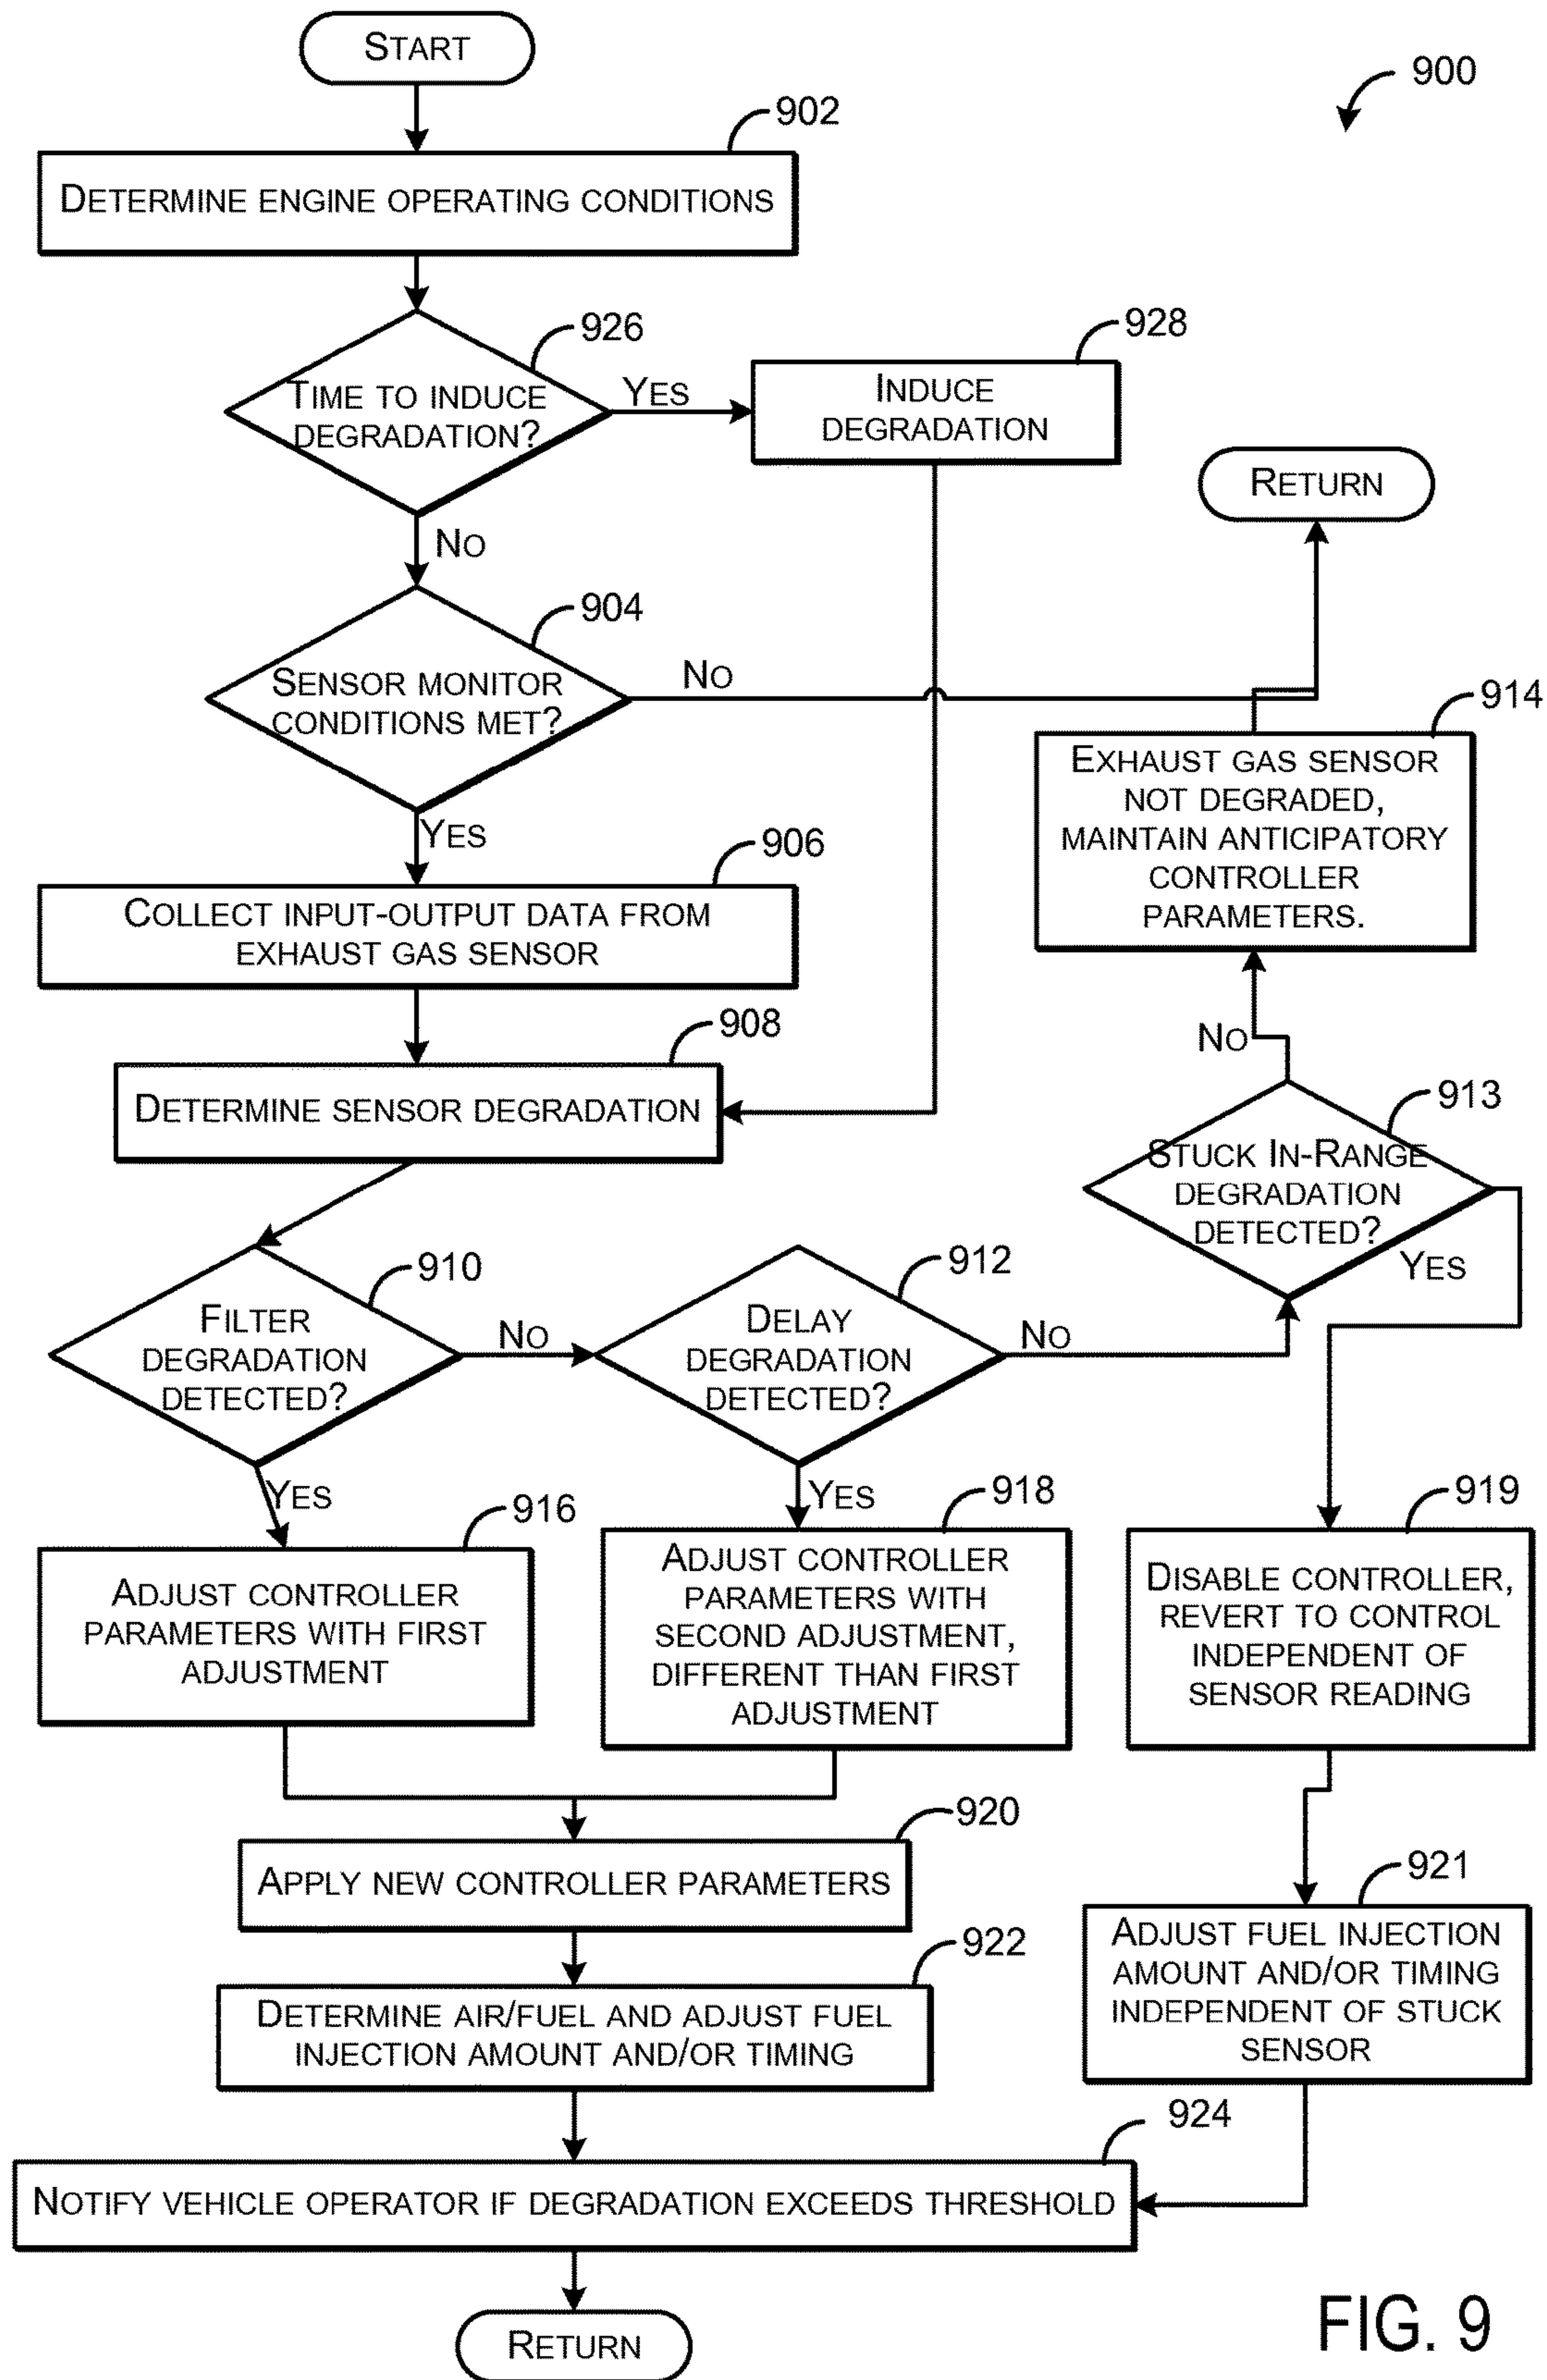 START
900
902
DETERMINE ENGINE OPERATING CONDITIONS
926
928
TIME TO INDUCE
DEGRADATION?
YES
INDUCE
DEGRADATION
RETURN
NO
904
SENSOR MONITOR
CONDITIONS MET?
NO
914
EXHAUST GAS SENSOR
NOT DEGRADED,
MAINTAIN ANTICIPATORY
CONTROLLER
PARAMETERS.
YES
906
COLLECT INPUT-OUTPUT DATA FROM
EXHAUST GAS SENSOR
908
DETERMINE SENSOR DEGRADATION
NO
913
STUCK IN-RANGE
DEGRADATION
DETECTED?
YES
910
FILTER
DEGRADATION
DETECTED?
NO
912
DELAY
DEGRADATION
DETECTED?
NO
YES
916
ADJUST CONTROLLER
PARAMETERS WITH FIRST
ADJUSTMENT
YES
918
ADJUST CONTROLLER
PARAMETERS WITH
SECOND ADJUSTMENT,
DIFFERENT THAN FIRST
ADJUSTMENT
919
DISABLE CONTROLLER,
REVERT TO CONTROL
INDEPENDENT OF
SENSOR READING
920
APPLY NEW CONTROLLER PARAMETERS
921
ADJUST FUEL INJECTION
AMOUNT AND/OR TIMING
INDEPENDENT OF STUCK
SENSOR
922
DETERMINE AIR/FUEL AND ADJUST FUEL
INJECTION AMOUNT AND/OR TIMING
924
NOTIFY VEHICLE OPERATOR IF DEGRADATION EXCEEDS THRESHOLD
RETURN
FIG. 9